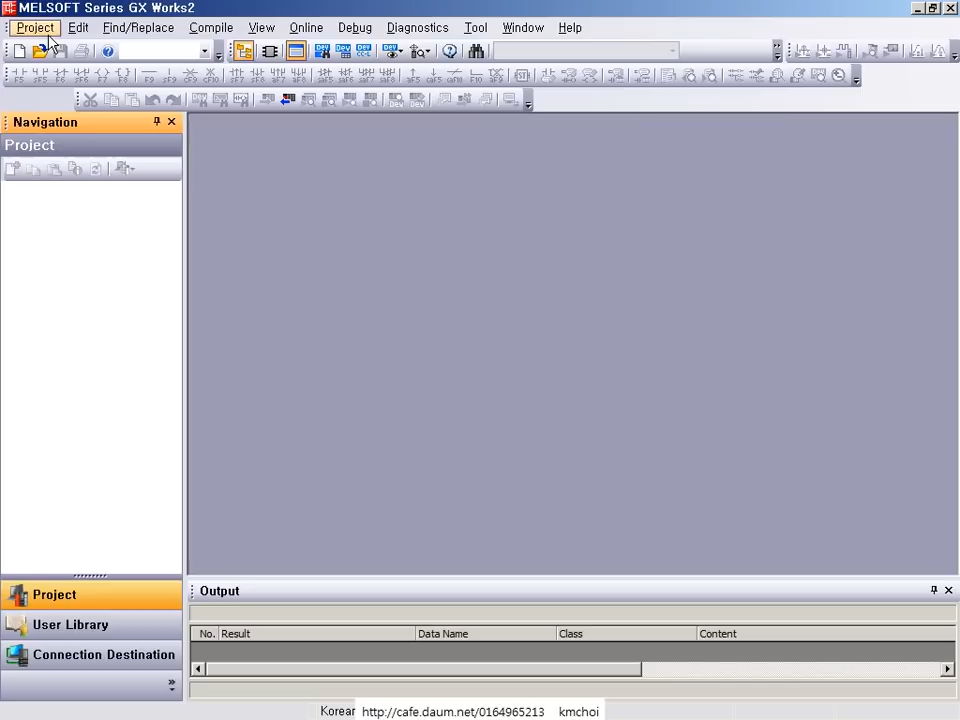 MELSOFT Series GX Works2
Project Edit Find/Replace Compile View Online Debug Diagnostics Tool Window Help
Navigation
Project
Project
User Library
Connection Destination
Output
No. Result Data Name Class Content
Korean http://cafe.daum.net/0164965213 kmchoi